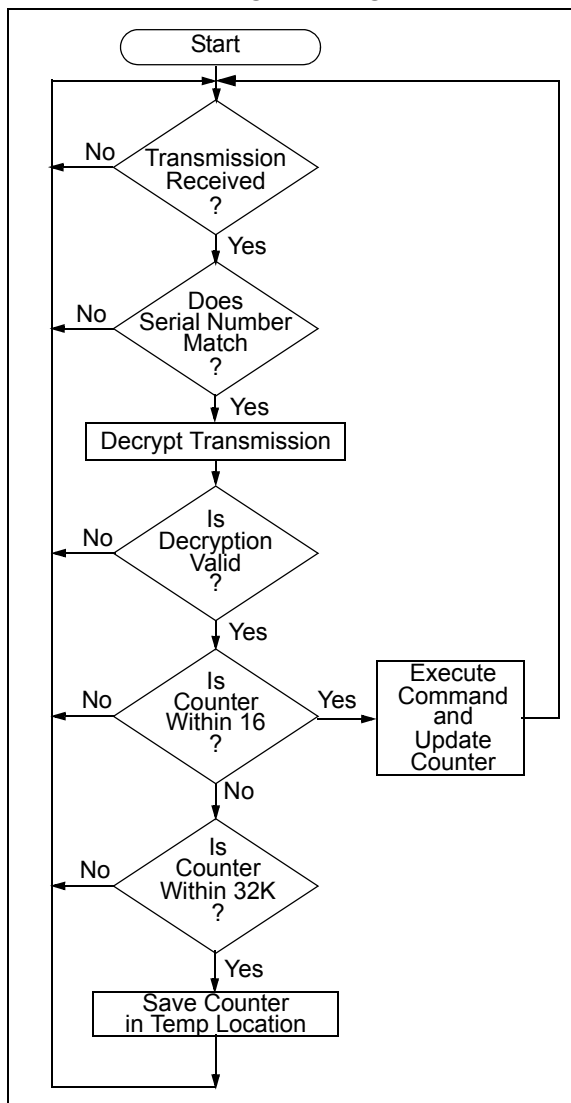 Start
No
Transmission
Received
?
Yes
Does
No
Serial Number
Match
?
Yes
Decrypt Transmission
Is
No
Decryption
Valid
?
Yes
Is
No
Counter
Within 16
?
Yes
Execute
Command
and
Update
Counter
No
Is
No
Counter
Within 32K
?
Yes
Save Counter
in Temp Location